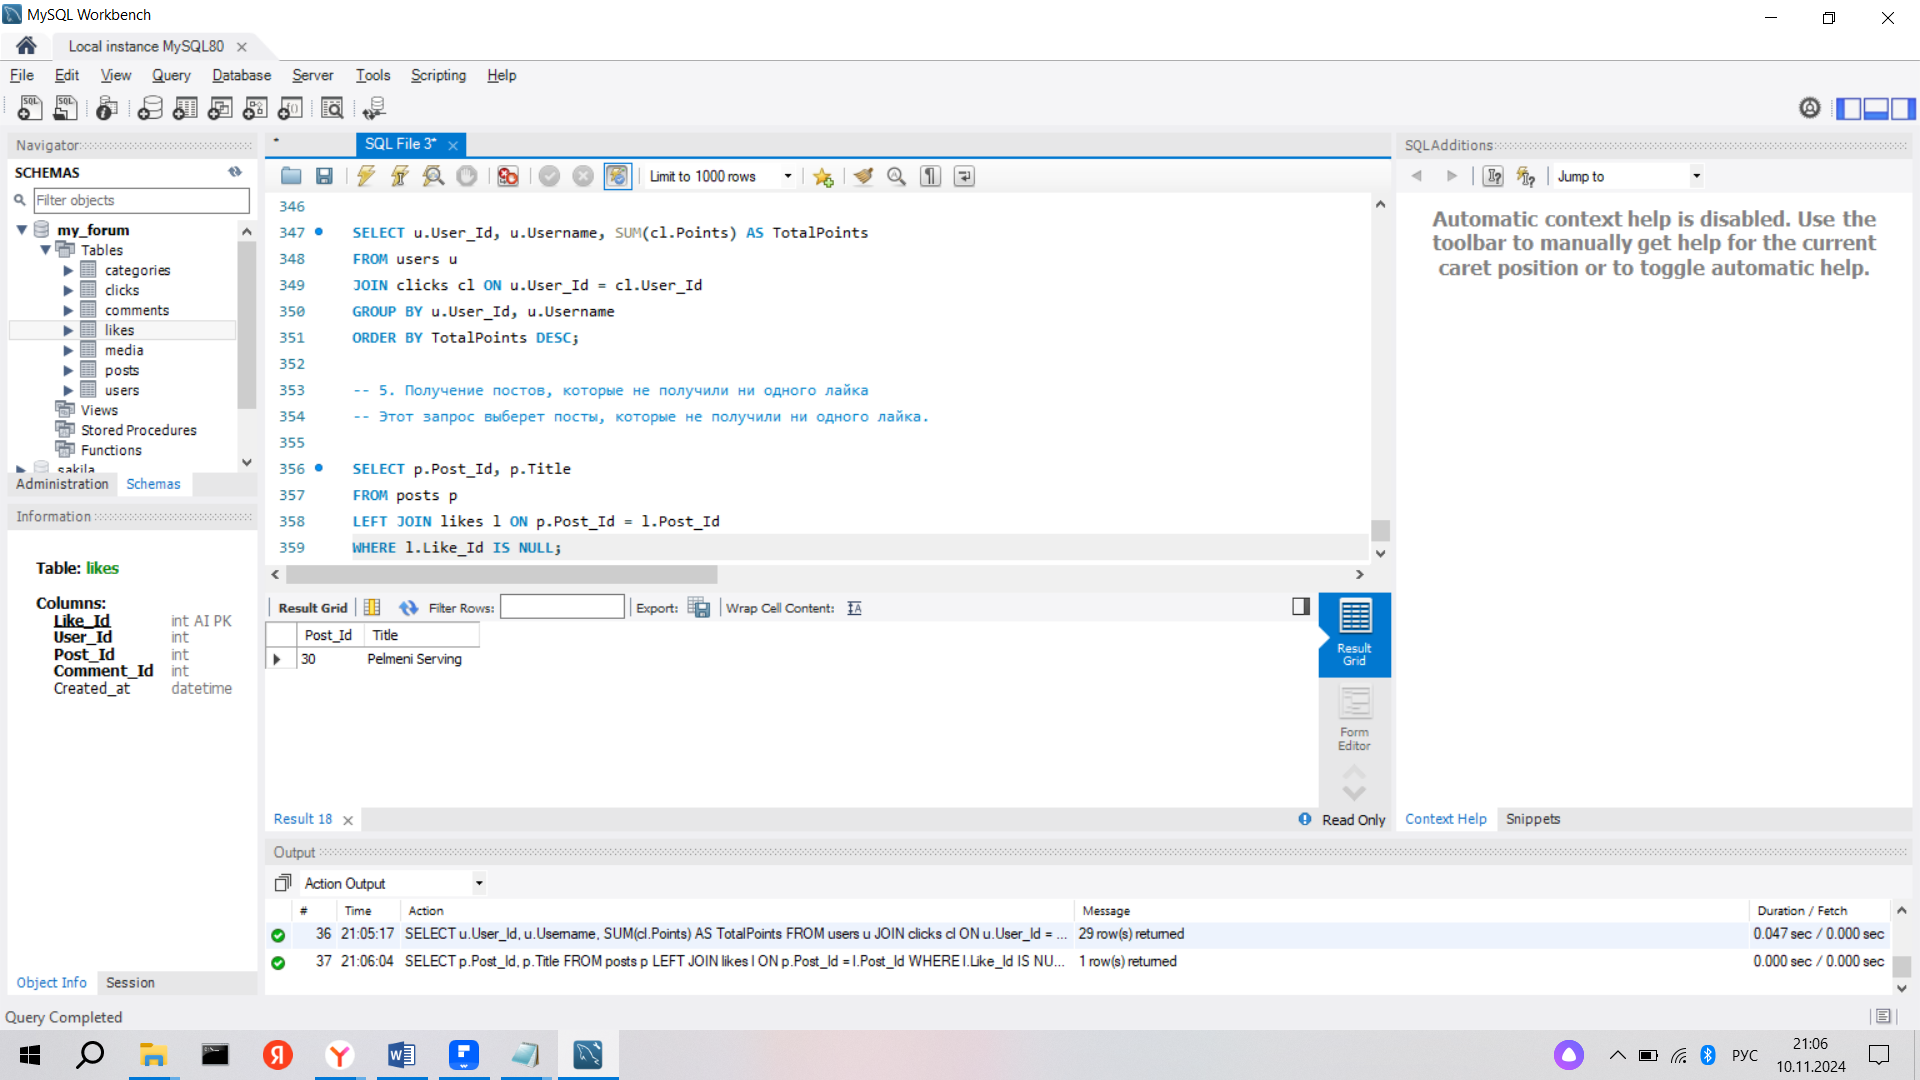 MySQL Workbench
Local instance MySQL80
File Edit View Query Database Server Tools Scripting Help
Navigator
SCHEMAS
Filter objects
my_forum
Tables
categories
clicks
comments
likes
media
posts
users
Views
Stored Procedures
Functions
sakila
Administration Schemas
Information
Table: likes
Columns:
Like_Id int AI PK
User_Id int
Post_Id int
Comment_Id int
Created_at datetime
Object Info Session
SQL File 3*
Limit to 1000 rows
346
347 SELECT u.User_Id, u.Username, SUM(cl.Points) AS TotalPoints
348 FROM users u
349 JOIN clicks cl ON u.User_Id = cl.User_Id
350 GROUP BY u.User_Id, u.Username
351 ORDER BY TotalPoints DESC;
352
353 -- 5. Получение постов, которые не получили ни одного лайка
354 -- Этот запрос выберет посты, которые не получили ни одного лайка.
355
356 SELECT p.Post_Id, p.Title
357 FROM posts p
358 LEFT JOIN likes l ON p.Post_Id = l.Post_Id
359 WHERE l.Like_Id IS NULL;
Result Grid Filter Rows: Export: Wrap Cell Content:
Post_Id Title
30 Pelmeni Serving
Result Grid
Form Editor
Result 18
Read Only
SQLAdditions
Jump to
Automatic context help is disabled. Use the
toolbar to manually get help for the current
caret position or to toggle automatic help.
Context Help Snippets
Output
Action Output
# Time Action Message Duration / Fetch
36 21:05:17 SELECT u.User_Id, u.Username, SUM(cl.Points) AS TotalPoints FROM users u JOIN clicks cl ON u.User_Id = ... 29 row(s) returned 0.047 sec / 0.000 sec
37 21:06:04 SELECT p.Post_Id, p.Title FROM posts p LEFT JOIN likes l ON p.Post_Id = l.Post_Id WHERE l.Like_Id IS NU... 1 row(s) returned 0.000 sec / 0.000 sec
Query Completed
РУС
21:06
10.11.2024